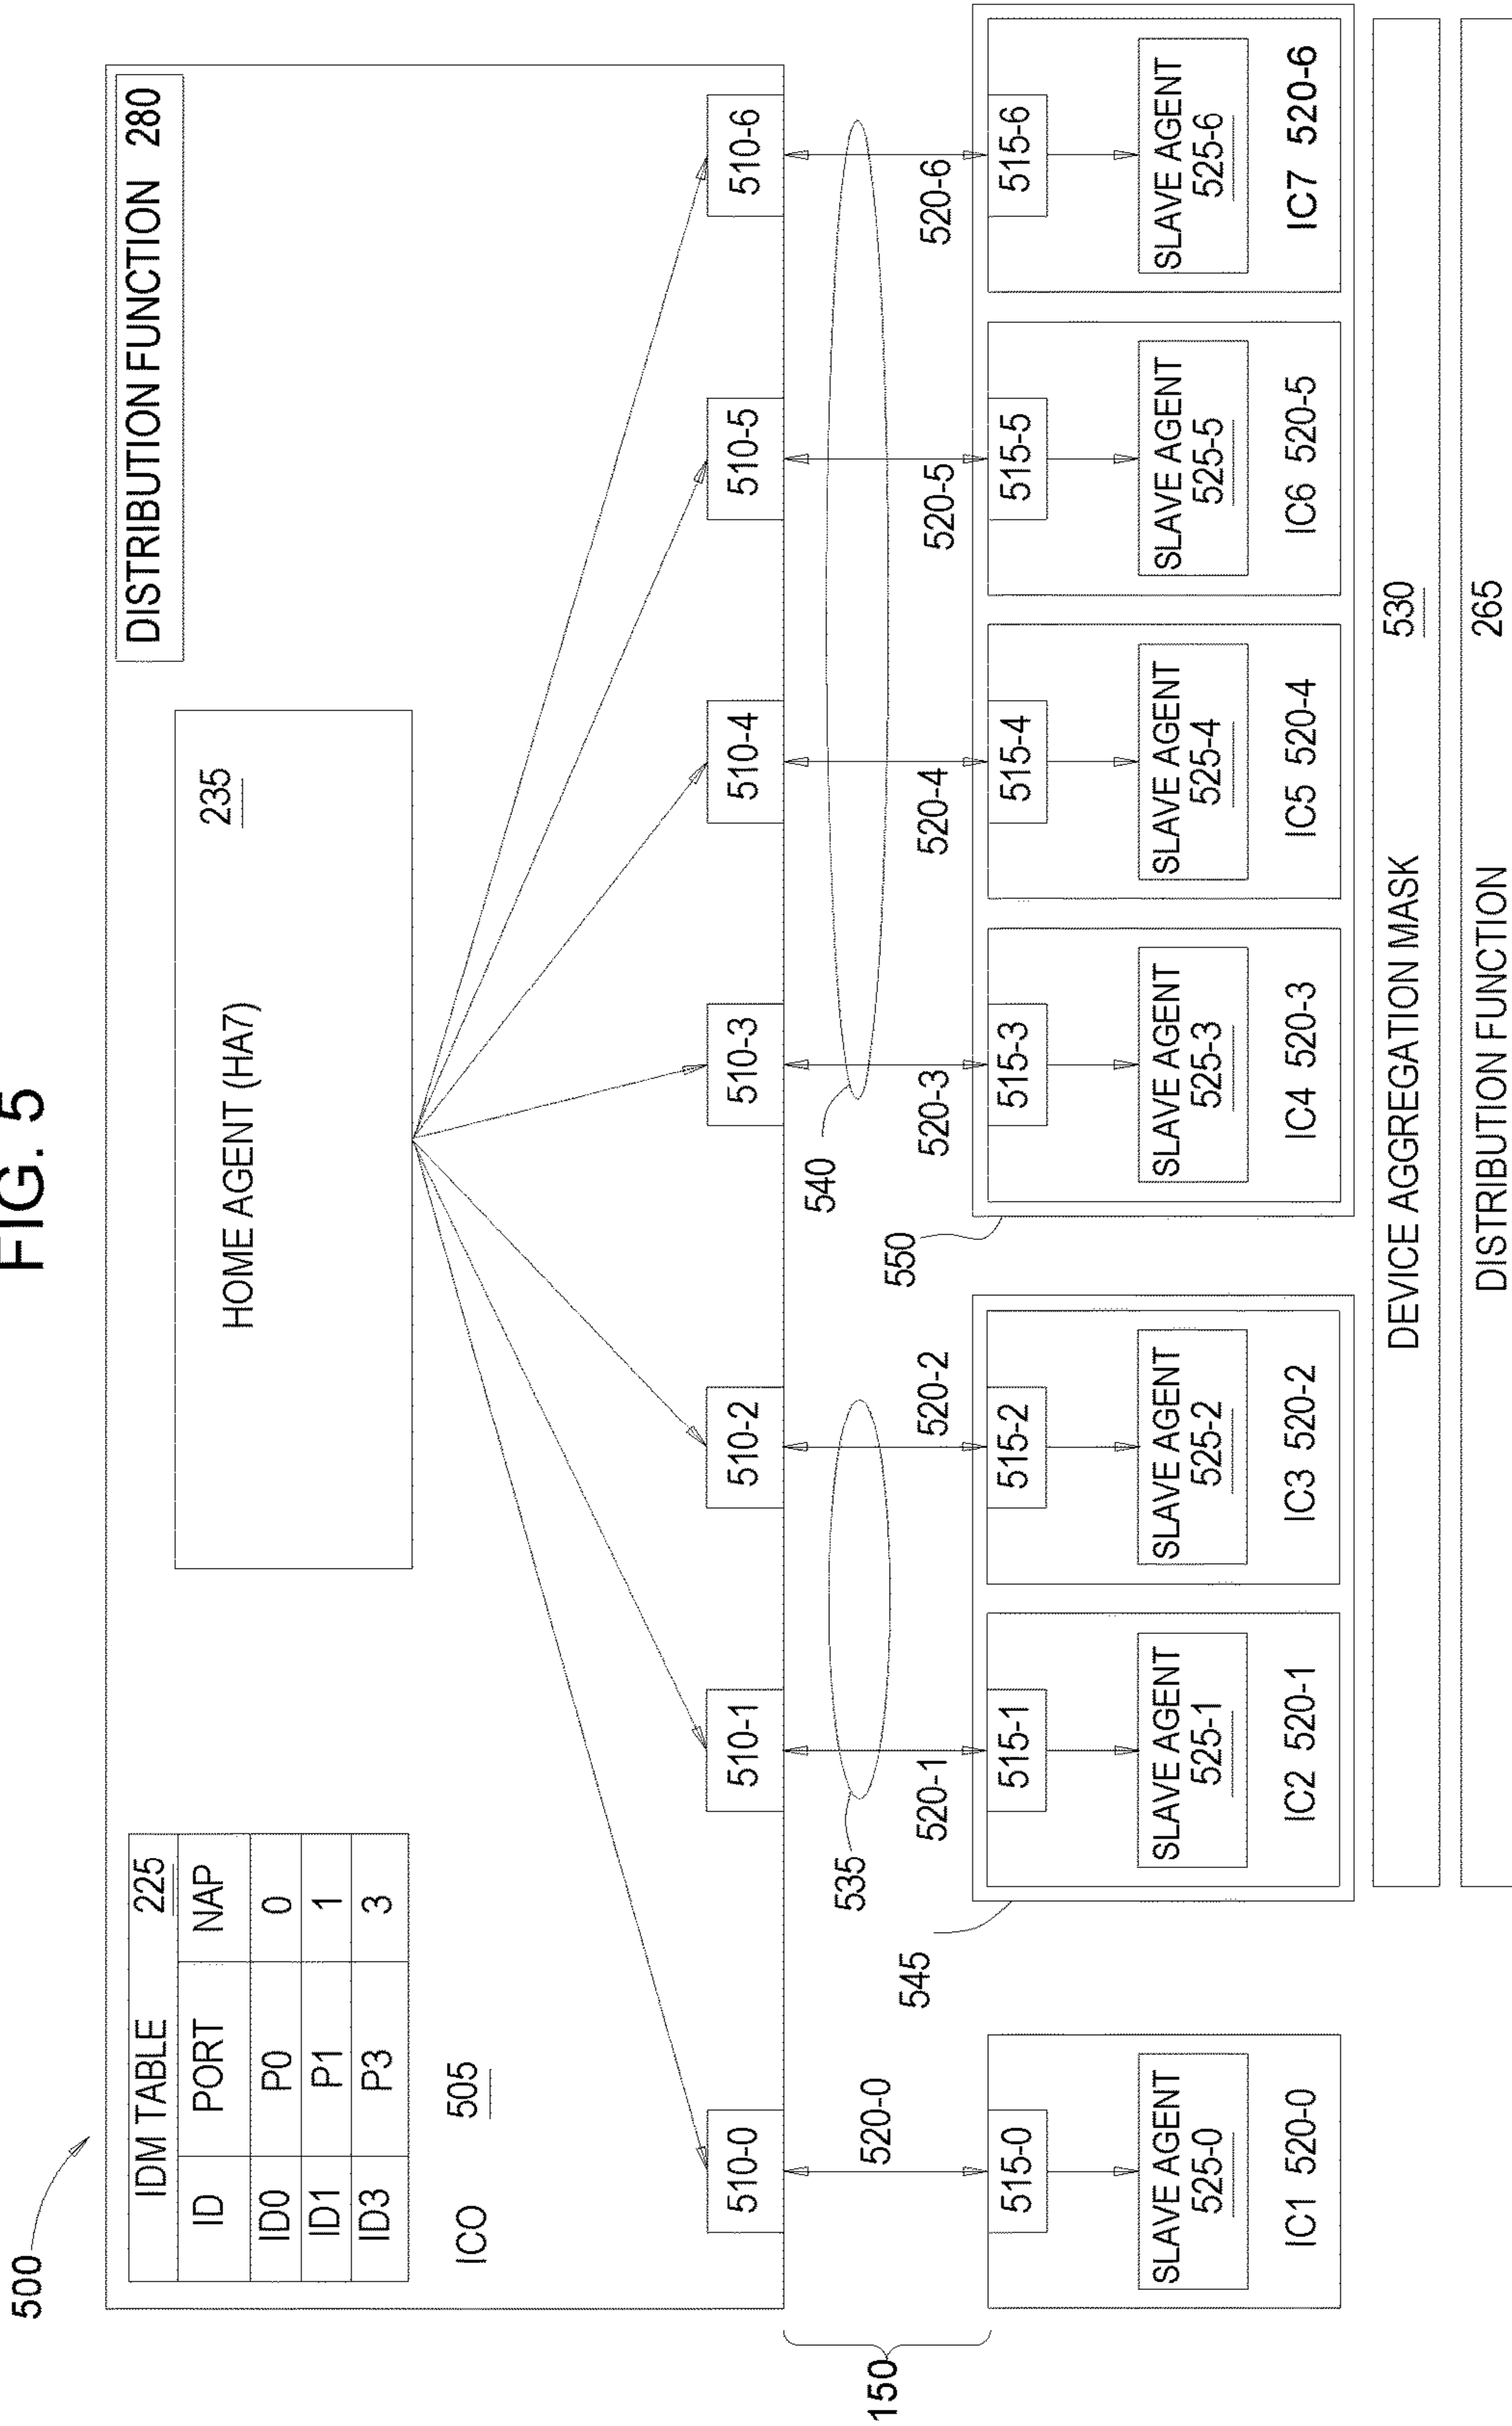 FIG. 5
500
IDM TABLE 225
ID PORT NAP
ID0 P0 0
ID1 P1 1
ID3 P3 3
ICO 505
HOME AGENT (HA7) 235
DISTRIBUTION FUNCTION 280
510-0 510-1 510-2 510-3 510-4 510-5 510-6
150
520-0
535
520-1
520-2
540
520-3
520-4
520-5
520-6
545
550
515-0 515-1 515-2 515-3 515-4 515-5 515-6
SLAVE AGENT
525-0
IC1 520-0
SLAVE AGENT
525-1
IC2 520-1
SLAVE AGENT
525-2
IC3 520-2
SLAVE AGENT
525-3
IC4 520-3
SLAVE AGENT
525-4
IC5 520-4
SLAVE AGENT
525-5
IC6 520-5
SLAVE AGENT
525-6
IC7 520-6
DEVICE AGGREGATION MASK 530
DISTRIBUTION FUNCTION 265